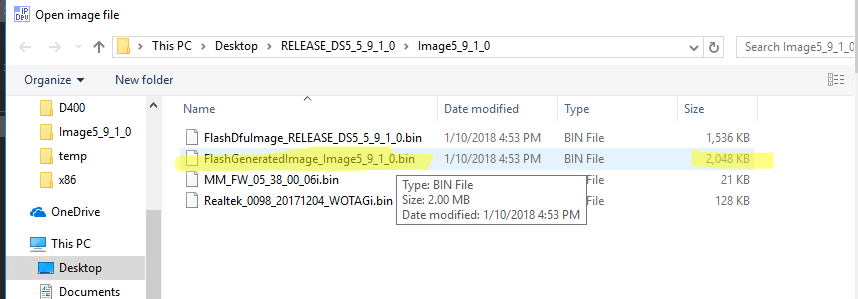 IP Dev
Open image file
This PC > Desktop > RELEASE_DS5_5_9_1_0 > Image5_9_1_0
Search Image5_9_1_0
Organize New folder
Name Date modified Type Size
D400
Image5_9_1_0
temp
x86
OneDrive
This PC
Desktop
Documents
FlashDfuImage_RELEASE_DS5_5_9_1_0.bin 1/10/2018 4:53 PM BIN File 1,536 KB
FlashGeneratedImage_Image5_9_1_0.bin 1/10/2018 4:53 PM BIN File 2,048 KB
MM_FW_05_38_00_06i.bin File 21 KB
Realtek_0098_20171204_WOTAGi.bin File 128 KB
Type: BIN File
Size: 2.00 MB
Date modified: 1/10/2018 4:53 PM